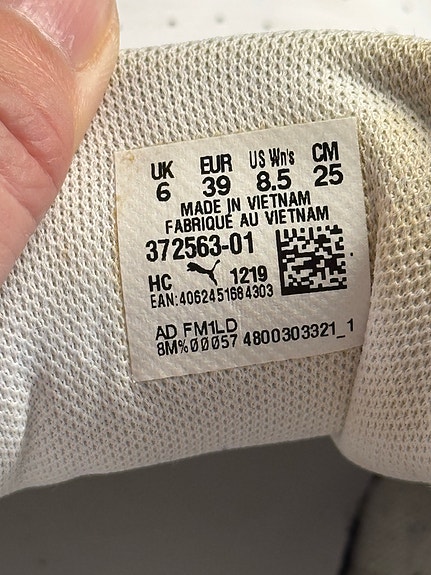 UK EUR US Wn's CM
6 39 8.5 25
MADE IN VIETNAM
FABRIQUÉ AU VIETNAM
372563-01
HC 1219
EAN:4062451684303
AD FM1LD
8M%00057 4800303321_1